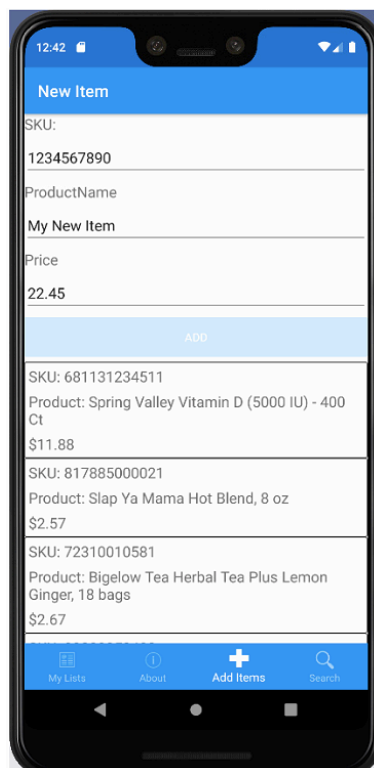 12:42
New Item
SKU:
1234567890
ProductName
My New Item
Price
22.45
ADD
SKU: 681131234511
Product: Spring Valley Vitamin D (5000 IU) - 400
Ct
$11.88
SKU: 817885000021
Product: Slap Ya Mama Hot Blend, 8 oz
$2.57
SKU: 72310010581
Product: Bigelow Tea Herbal Tea Plus Lemon
Ginger, 18 bags
$2.67
My Lists
About
Add Items
Search